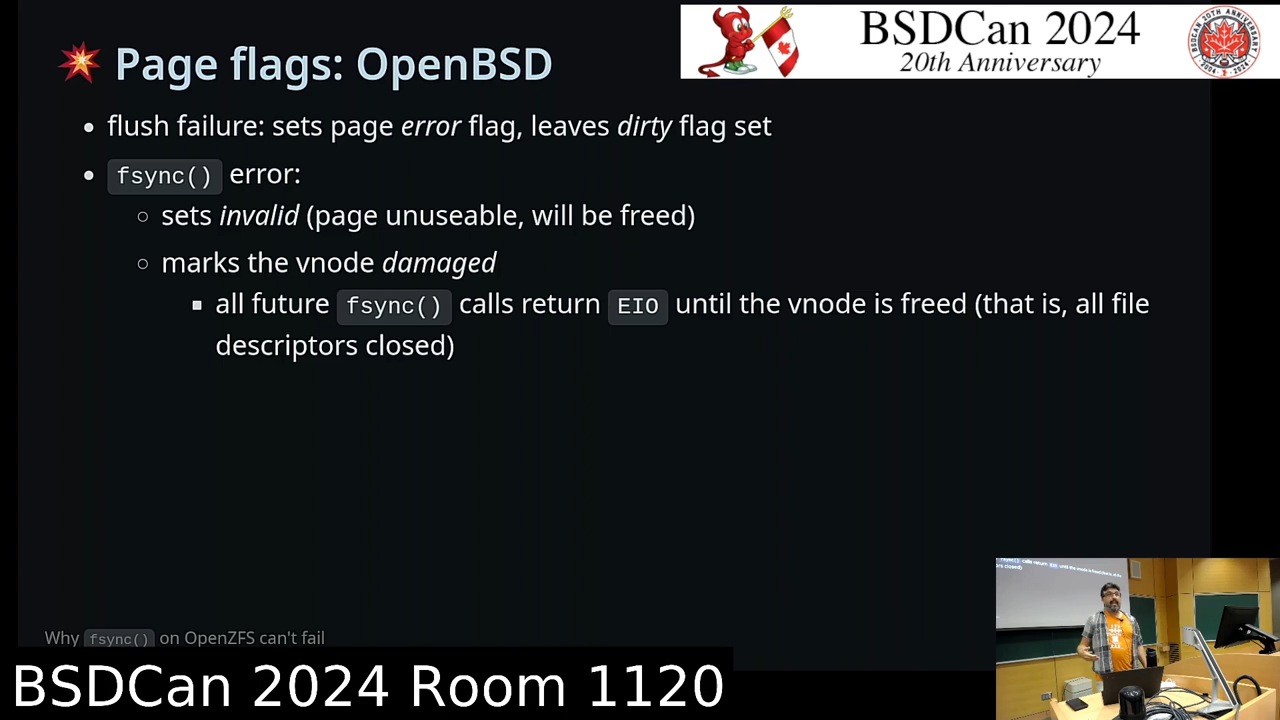 Page flags: OpenBSD
BSDCan 2024
20th Anniversary
flush failure: sets page error flag, leaves dirty flag set
fsync() error:
sets invalid (page unuseable, will be freed)
marks the vnode damaged
all future fsync() calls return EIO until the vnode is freed (that is, all file
descriptors closed)
Why fsync() on OpenZFS can't fail
BSDCan 2024 Room 1120